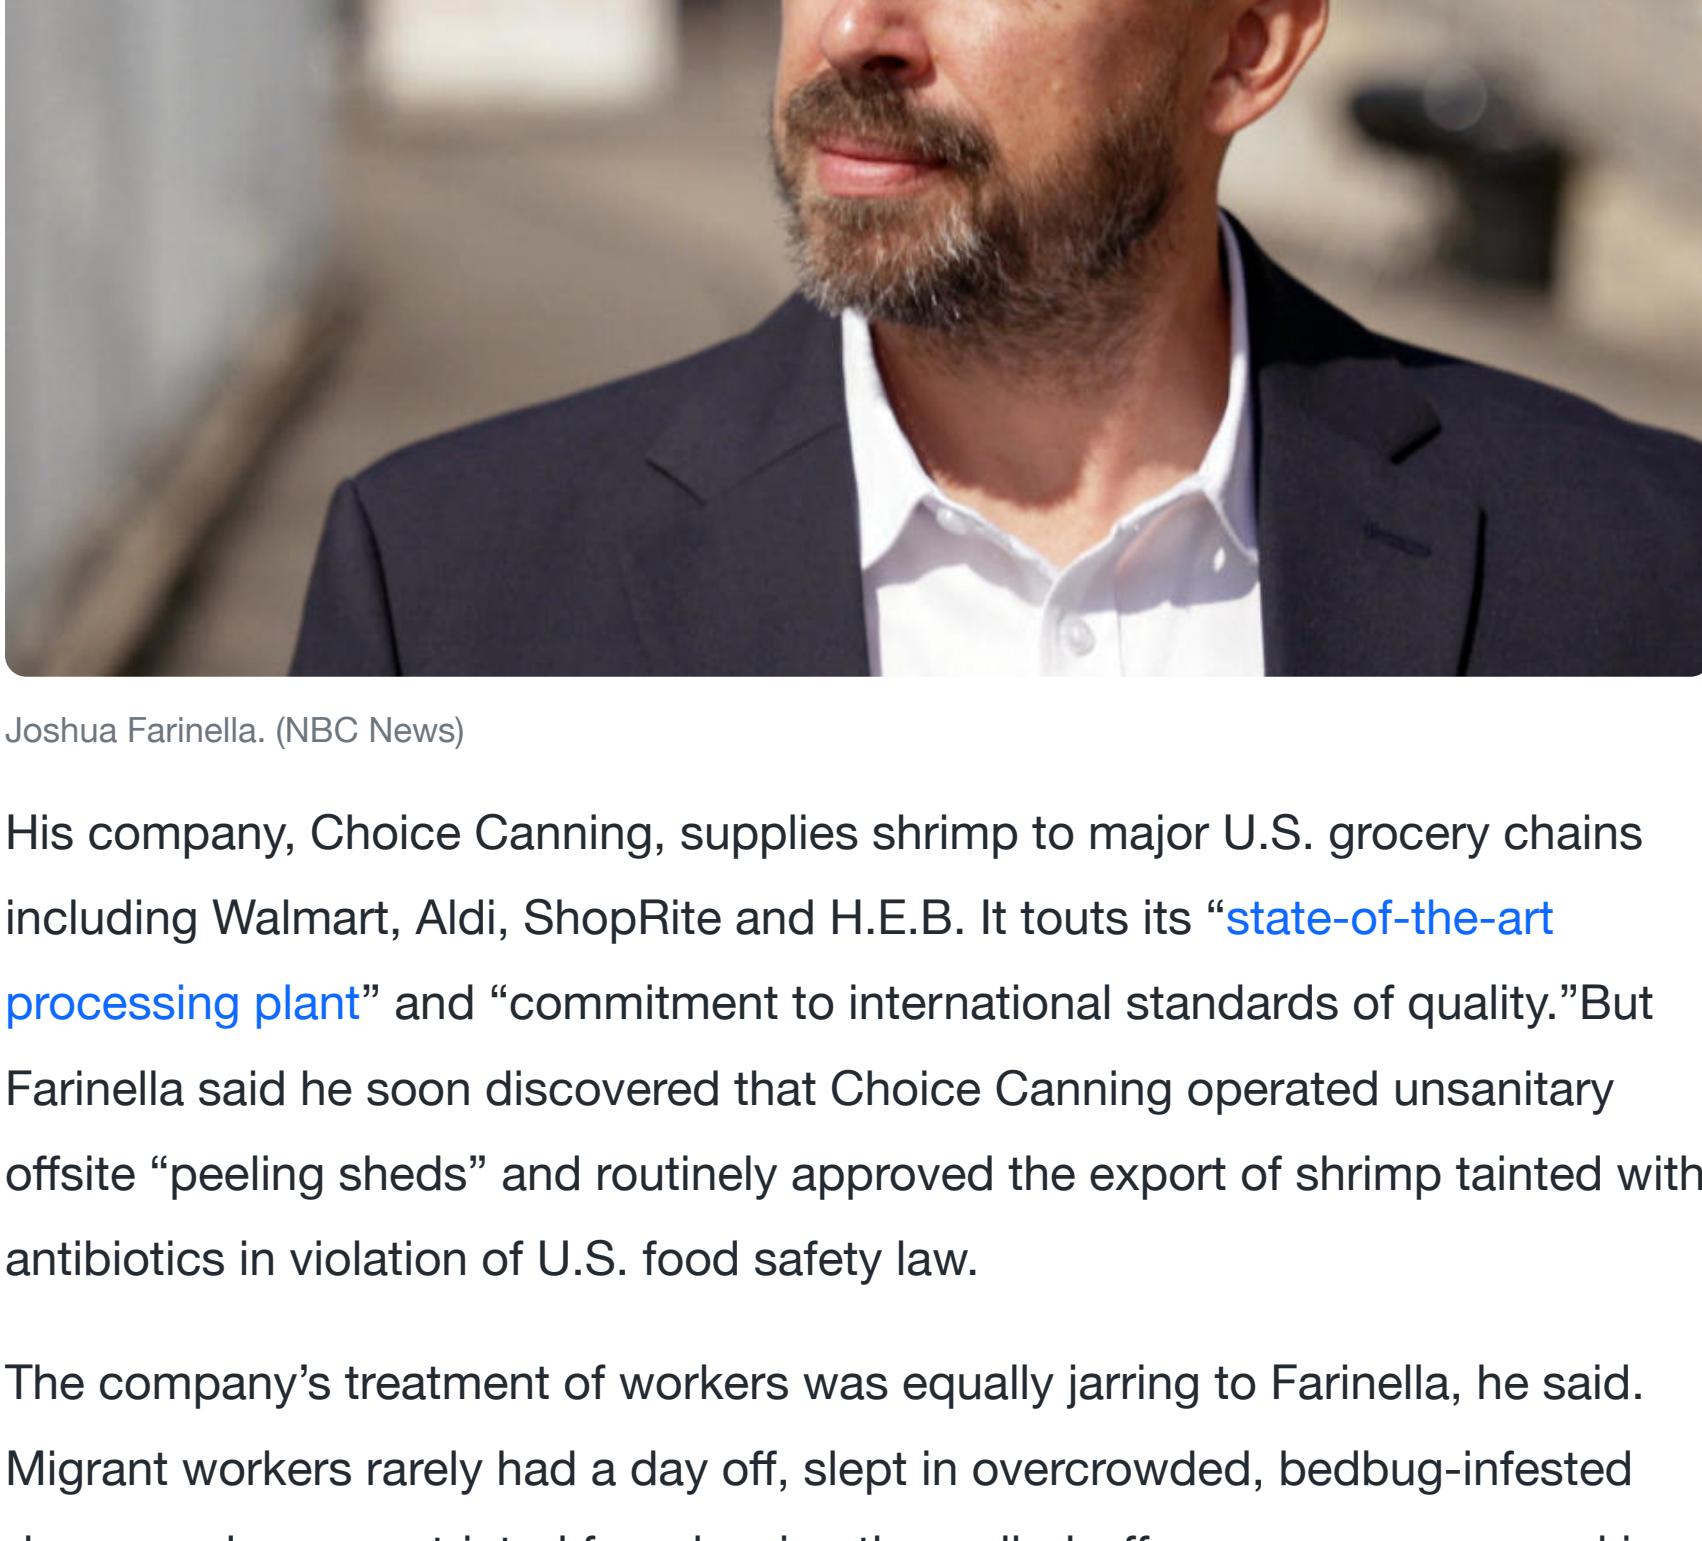 Joshua Farinella. (NBC News)
His company, Choice Canning, supplies shrimp to major U.S. grocery chains
including Walmart, Aldi, ShopRite and H.E.B. It touts its “state-of-the-art
processing plant” and “commitment to international standards of quality.”But
Farinella said he soon discovered that Choice Canning operated unsanitary
offsite “peeling sheds” and routinely approved the export of shrimp tainted with
antibiotics in violation of U.S. food safety law.
The company’s treatment of workers was equally jarring to Farinella, he said.
Migrant workers rarely had a day off, slept in overcrowded, bedbug-infested